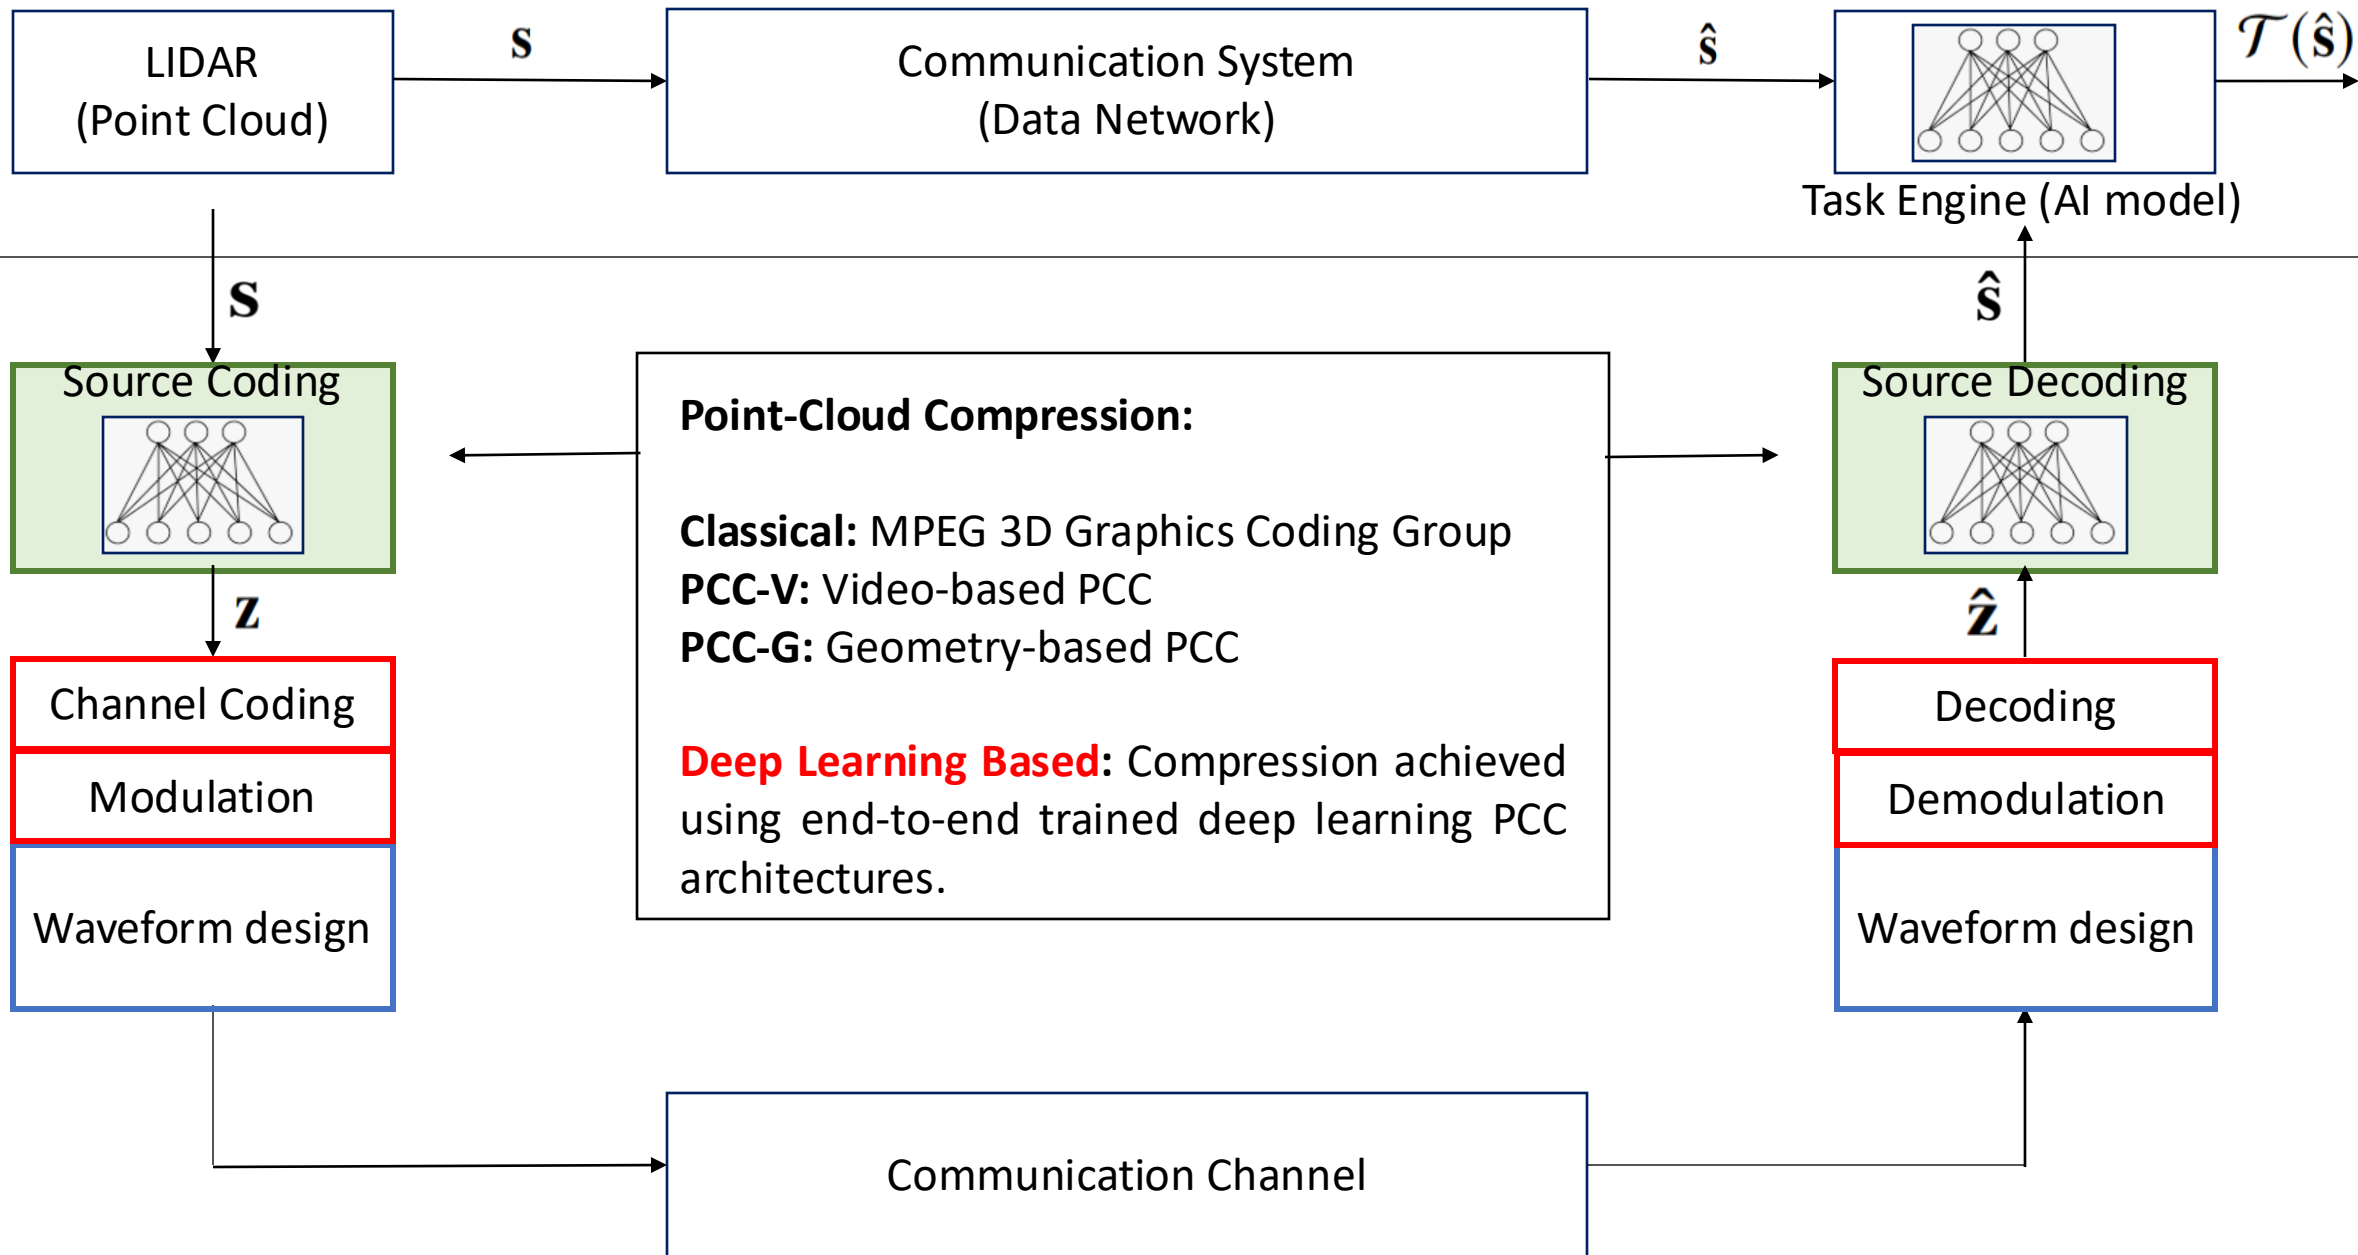 LIDAR
(Point Cloud)
s
Communication System
(Data Network)
ŝ
𝒯(ŝ)
Task Engine (AI model)
s
ŝ
Source Coding
Source Decoding
Point-Cloud Compression:
Classical: MPEG 3D Graphics Coding Group
PCC-V: Video-based PCC
PCC-G: Geometry-based PCC
Deep Learning Based: Compression achieved
using end-to-end trained deep learning PCC
architectures.
z
ẑ
Channel Coding
Modulation
Waveform design
Decoding
Demodulation
Waveform design
Communication Channel